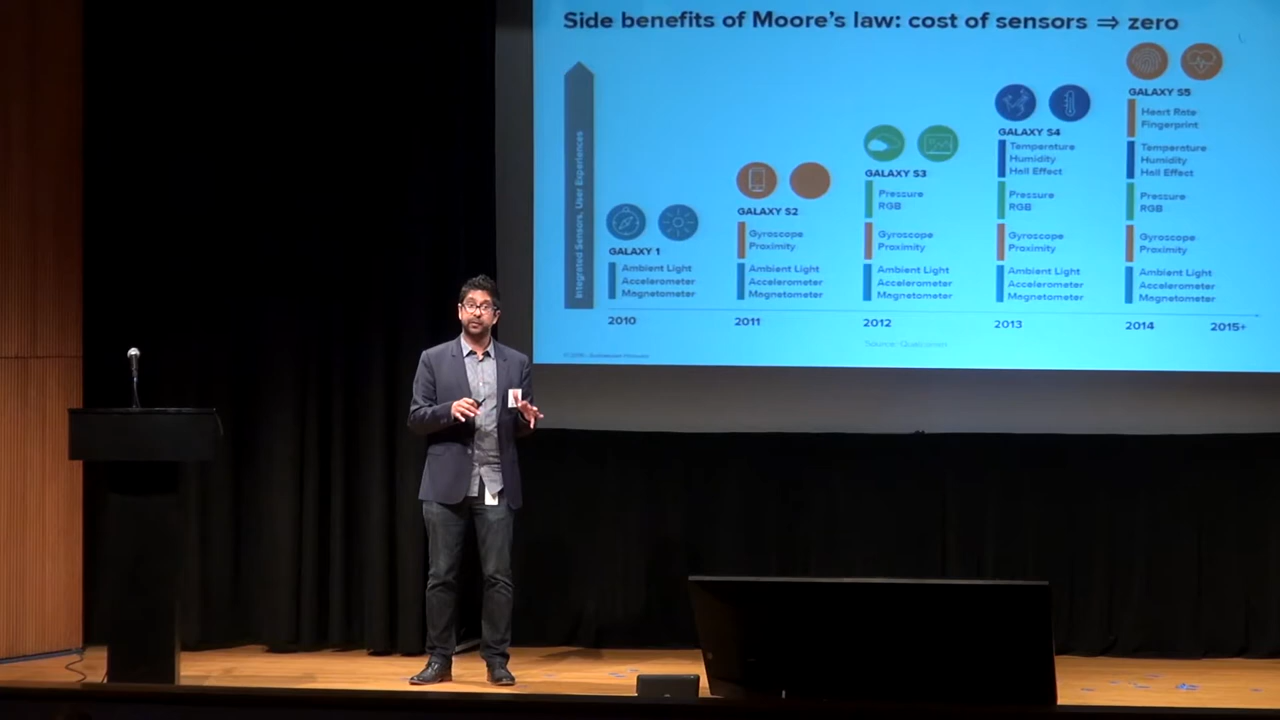 Side benefits of Moore's law: cost of sensors ⇒ zero
Integrated Sensors, User Experiences
GALAXY 1
Ambient Light
Accelerometer
Magnetometer
2010
GALAXY S2
Gyroscope
Proximity
Ambient Light
Accelerometer
Magnetometer
2011
GALAXY S3
Pressure
RGB
Gyroscope
Proximity
Ambient Light
Accelerometer
Magnetometer
2012
GALAXY S4
Temperature
Humidity
Hall Effect
Pressure
RGB
Gyroscope
Proximity
Ambient Light
Accelerometer
Magnetometer
2013
GALAXY S5
Heart Rate
Fingerprint
Temperature
Humidity
Hall Effect
Pressure
RGB
Gyroscope
Proximity
Ambient Light
Accelerometer
Magnetometer
2014
2015+
Source: Qualcomm